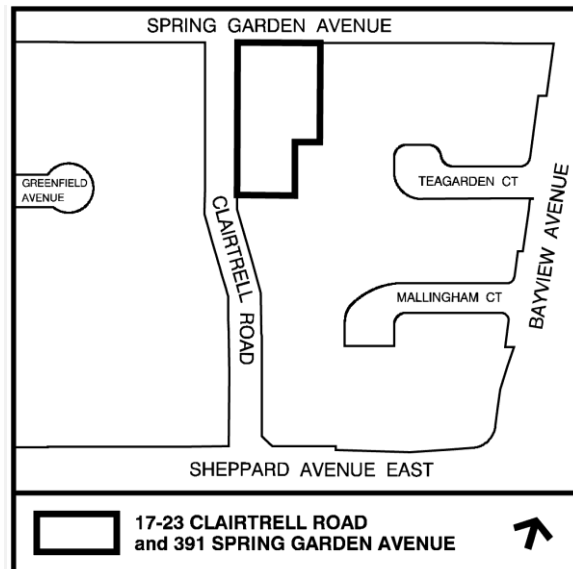 SPRING GARDEN AVENUE
GREENFIELD
AVENUE
TEAGARDEN CT
CLAIRTRELL ROAD
MALLINGHAM CT
BAYVIEW AVENUE
SHEPPARD AVENUE EAST
17-23 CLAIRTRELL ROAD
and 391 SPRING GARDEN AVENUE